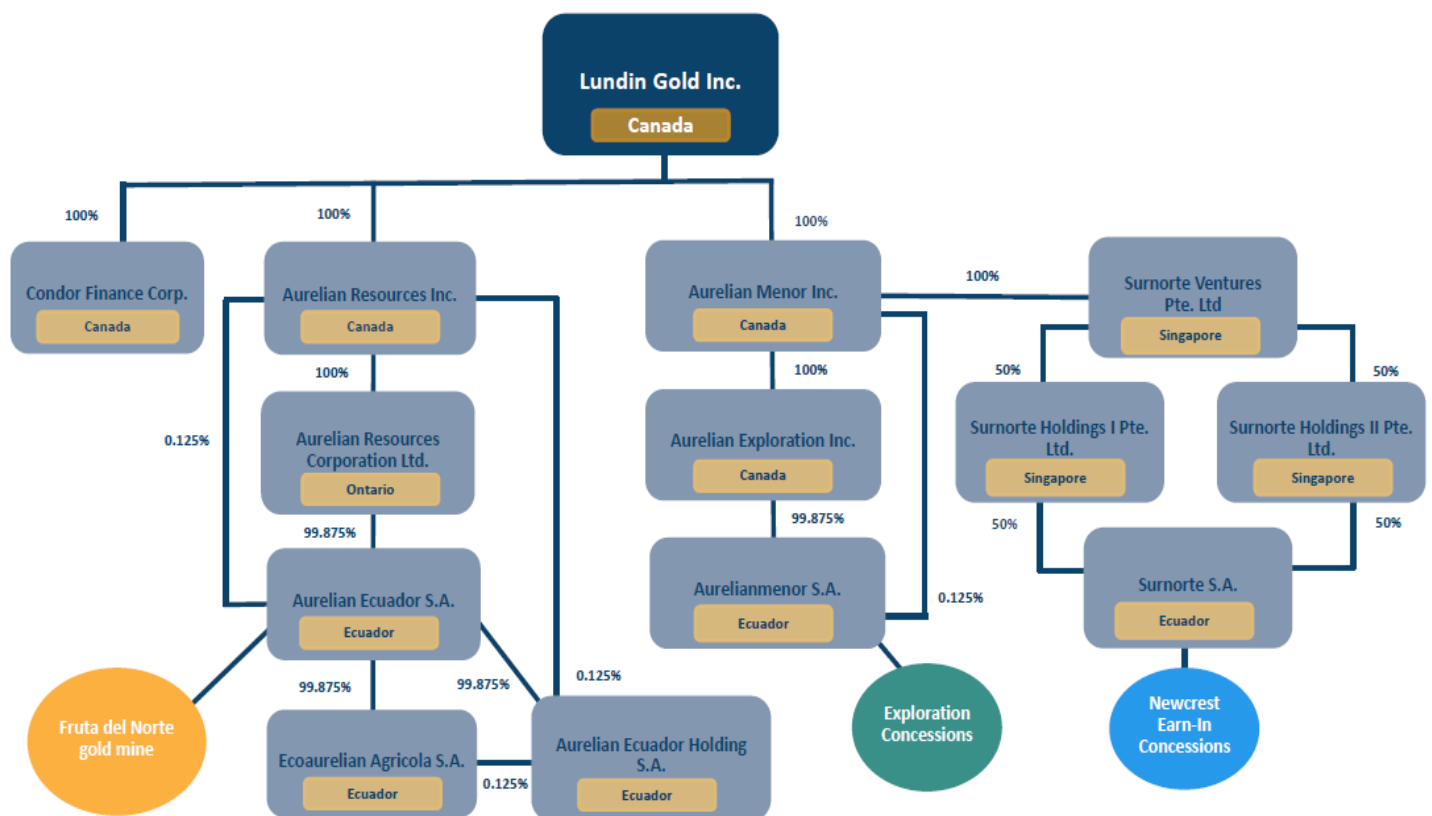 Lundin Gold Inc.
Canada
100%
100%
100%
Condor Finance Corp.
Canada
Aurelian Resources Inc.
Canada
Aurelian Menor Inc.
Canada
100%
Surnorte Ventures
Pte. Ltd
Singapore
100%
100%
50%
50%
0.125%
Aurelian Resources
Corporation Ltd.
Ontario
Aurelian Exploration Inc.
Canada
Surnorte Holdings I Pte.
Ltd.
Singapore
Surnorte Holdings II Pte.
Ltd.
Singapore
99.875%
99.875%
50%
50%
Aurelian Ecuador S.A.
Ecuador
Aurelianmenor S.A.
Ecuador
0.125%
Surnorte S.A.
Ecuador
99.875%
99.875%
0.125%
Fruta del Norte
gold mine
Ecoaurelian Agricola S.A.
Ecuador
0.125%
Aurelian Ecuador Holding
S.A.
Ecuador
Exploration
Concessions
Newcrest
Earn-In
Concessions